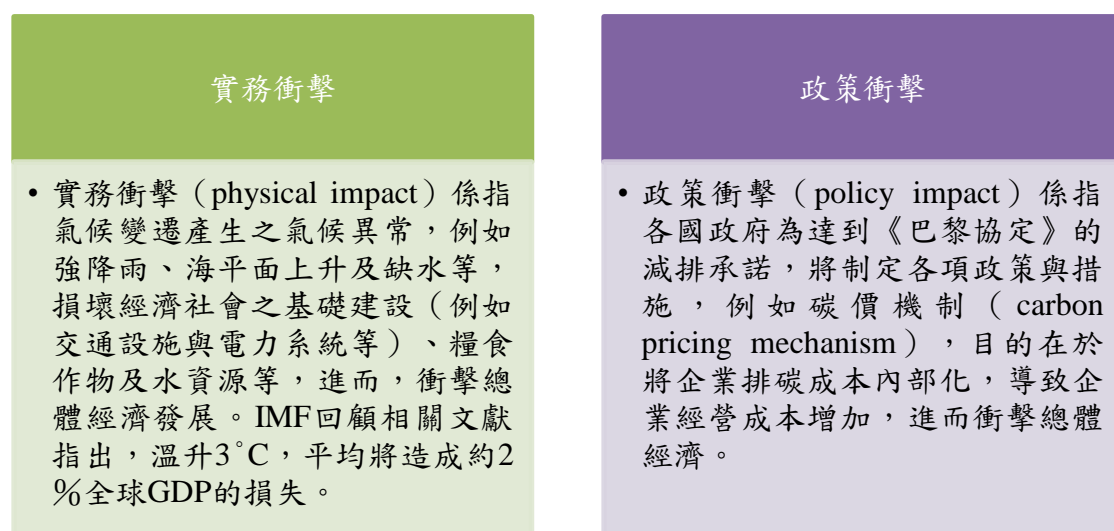 實務衝擊
• 實務衝擊（physical impact）係指
氣候變遷產生之氣候異常，例如
強降雨、海平面上升及缺水等，
損壞經濟社會之基礎建設（例如
交通設施與電力系統等）、糧食
作物及水資源等，進而，衝擊總
體經濟發展。IMF回顧相關文獻
指出，溫升3°C，平均將造成約2
％全球GDP的損失。
政策衝擊
• 政策衝擊（policy impact）係指
各國政府為達到《巴黎協定》的
減排承諾，將制定各項政策與措
施，例如碳價機制（carbon
pricing mechanism），目的在於
將企業排碳成本內部化，導致企
業經營成本增加，進而衝擊總體
經濟。